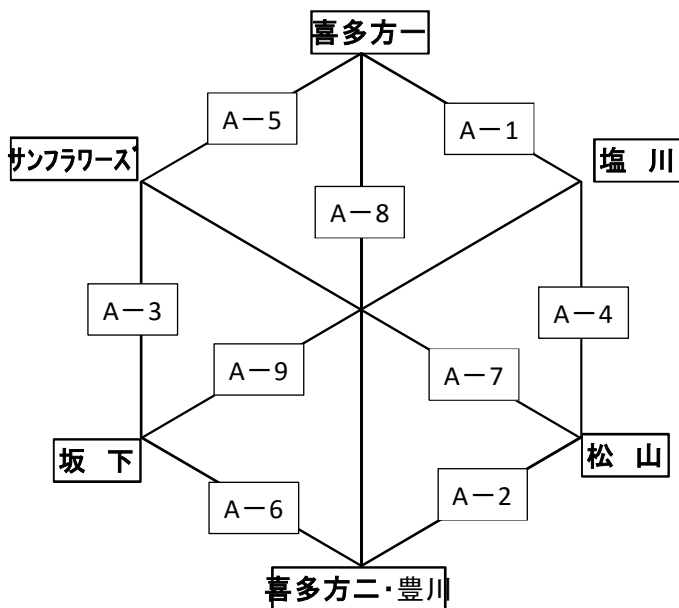 喜多方一
A－5
A－1
サンフラワーズ
塩　川
A－8
A－3
A－4
A－9
A－7
坂　下
松　山
A－6
A－2
喜多方二・豊川